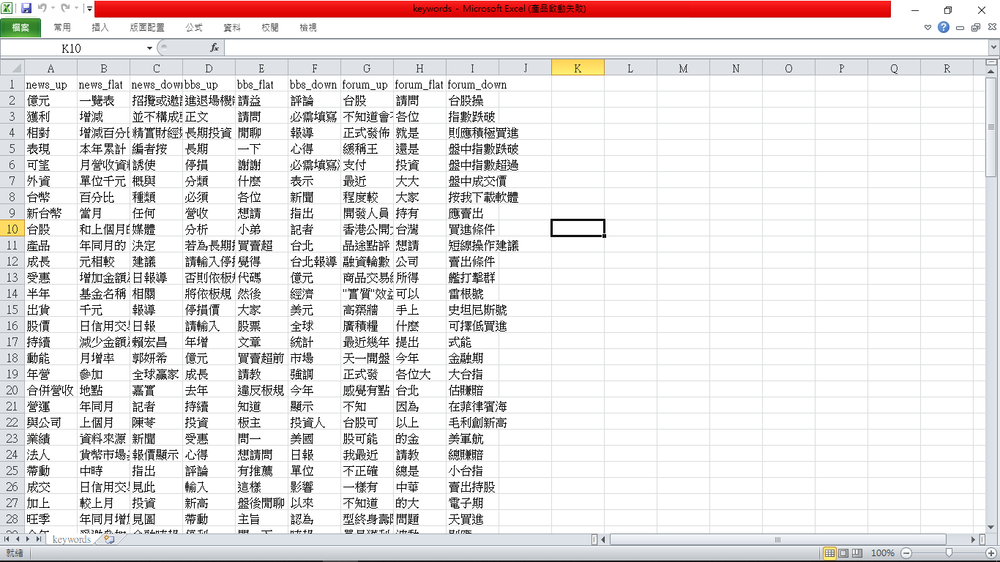 keywords - Microsoft Excel (產品啟動失敗)
檔案 常用 插入 版面配置 公式 資料 校閱 檢視
K10 fx
A B C D E F G H I J K L M N O P Q R
1 news_up news_flat news_down bbs_up bbs_flat bbs_down forum_up forum_flat forum_down
2 億元 一覽表 招攬或邀 進退場機 請益 評論 台股 請問 台股操
3 獲利 增減 並不構成 正文 請問 必需填寫 不知道會 各位 指數跌破
4 相對 增減百分 精實財經 長期投資 閒聊 報導 正式發佈 就是 則應積極買進
5 表現 本年累計 編者按 長期 一下 心得 緩稱王 還是 盤中指數跌破
6 可望 月營收資 誘使 停損 謝謝 必需填寫 支付 投資 盤中指數超過
7 外資 單位千元 概與 分類 什麼 表示 最近 大大 盤中成交價
8 台幣 百分比 種類 必須 各位 新聞 程度較 大家 按我下載軟體
9 新台幣 當月 任何 營收 想請 指出 開發人員 持有 應賣出
10 台股 和上個月的 媒體 分析 小弟 記者 香港公開 台灣 買進條件
11 產品 年同月的 決定 若為長期 買賣超 台北 品途點評 想請 短線操作建議
12 成長 元相較 建議 請輸入停 覺得 台北報導 融資輪數 公司 賣出條件
13 受惠 增加金額 日報導 否則依板 代碼 億元 商品交易 所得 艦打擊群
14 半年 基金名稱 相關 將依板規 然後 經濟 "實質"效 可以 雷根號
15 出貨 千元 報導 停損價 大家 美元 高築牆 手上 史坦尼斯號
16 股價 日信用交 日報 請輸入 股票 全球 廣積糧 什麼 可擇低買進
17 持續 減少金額 賴宏昌 年增 文章 統計 最近幾年 提出 式能
18 動能 月增率 郭妍希 億元 買賣超前 市場 天一開盤 今年 金融期
19 年營 參加 全球贏家 成長 請教 強調 正式發 各位大 大台指
20 合併營收 地點 嘉實 去年 違反板規 今年 感覺有點 台北 估賺賠
21 營運 年同月 記者 持續 知道 顯示 不知 因為 在菲律賓海
22 與公司 上個月 陳苓 投資 板主 投資人 台股可 以上 毛利創新高
23 業績 資料來源 新聞 受惠 問一 美國 股可能 的金 美軍航
24 法人 貨幣市場 報價顯示 心得 想請問 日報 我最近 請教 總賺賠
25 帶動 中時 指出 評論 有推薦 單位 不正確 總是 小台指
26 成交 日信用交 見此 輸入 這樣 影響 一樣有 中華 賣出持股
27 加上 較上月 投資 新高 盤後閒聊 以來 不知道 的大 電子期
28 旺季 年同月增 見圖 帶動 主旨 認為 型終身壽 問題 天買進
keywords
就緒 100%